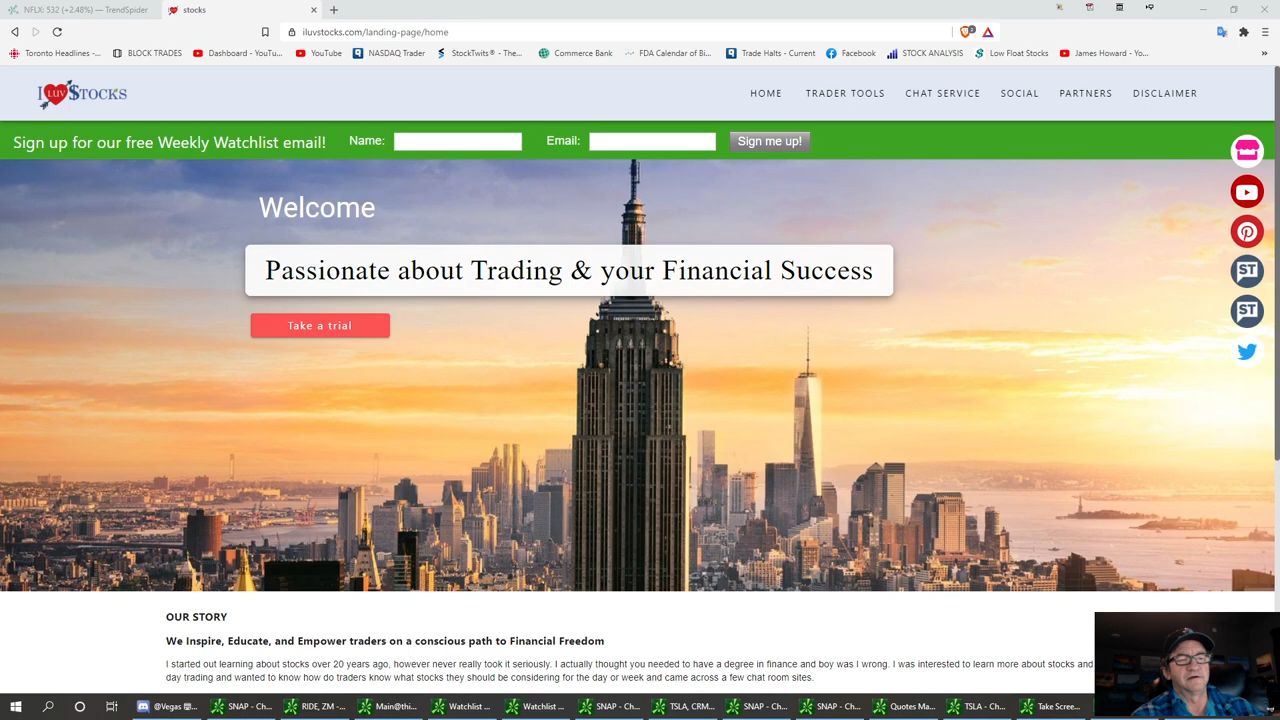 NFLX: 532 (+2.48%) — TrendSpider
stocks
iluvstocks.com/landing-page/home
Toronto Headlines -...
BLOCK TRADES
Dashboard - YouTu...
YouTube
NASDAQ Trader
StockTwits® - The...
Commerce Bank
FDA Calendar of Bi...
Trade Halts - Current
Facebook
STOCK ANALYSIS
Low Float Stocks
James Howard - Yo...
I LUV $TOCKS
HOME
TRADER TOOLS
CHAT SERVICE
SOCIAL
PARTNERS
DISCLAIMER
Sign up for our free Weekly Watchlist email!
Name:
Email:
Sign me up!
Welcome
Passionate about Trading & your Financial Success
Take a trial
ST
ST
OUR STORY
We Inspire, Educate, and Empower traders on a conscious path to Financial Freedom
I started out learning about stocks over 20 years ago, however never really took it seriously. I actually thought you needed to have a degree in finance and boy was I wrong. I was interested to learn more about stocks and
day trading and wanted to know how do traders know what stocks they should be considering for the day or week and came across a few chat room sites.
@Vegas
SNAP - Ch...
RIDE, ZM -...
Main@thi...
Watchlist ...
Watchlist ...
SNAP - Ch...
TSLA, CRM...
SNAP - Ch...
SNAP - Ch...
Quotes Ma...
TSLA - Ch...
Take Scree...